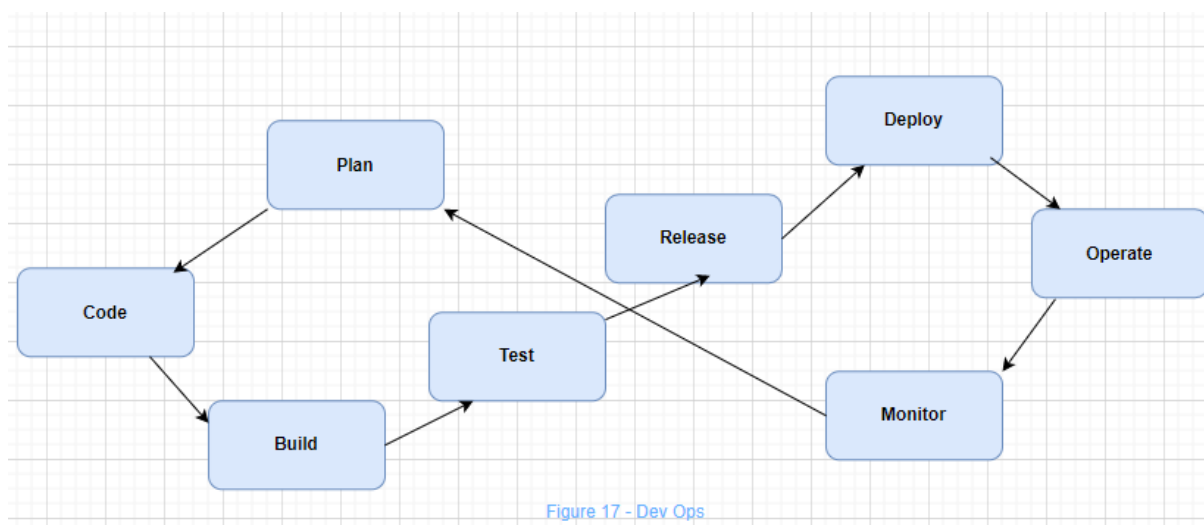 Deploy
Plan
Release
Operate
Code
Test
Monitor
Build
Figure 17 - Dev Ops